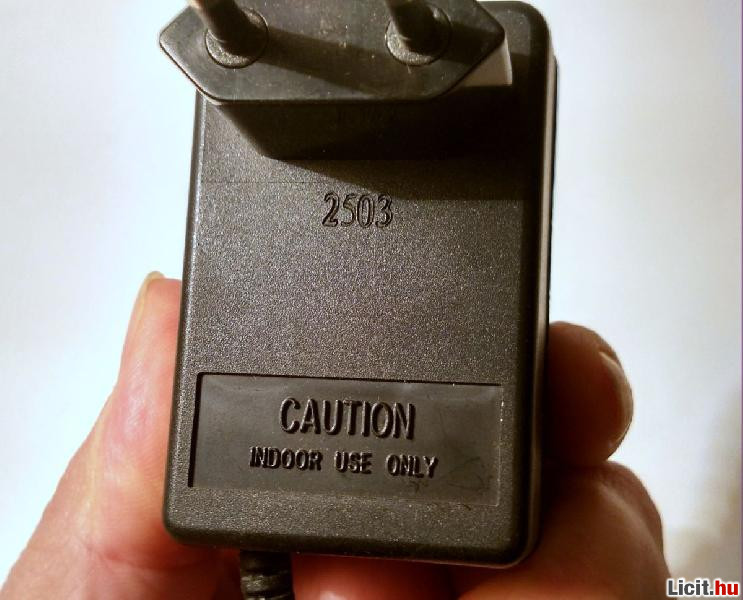 2503
CAUTION
INDOOR USE ONLY
Licit.hu